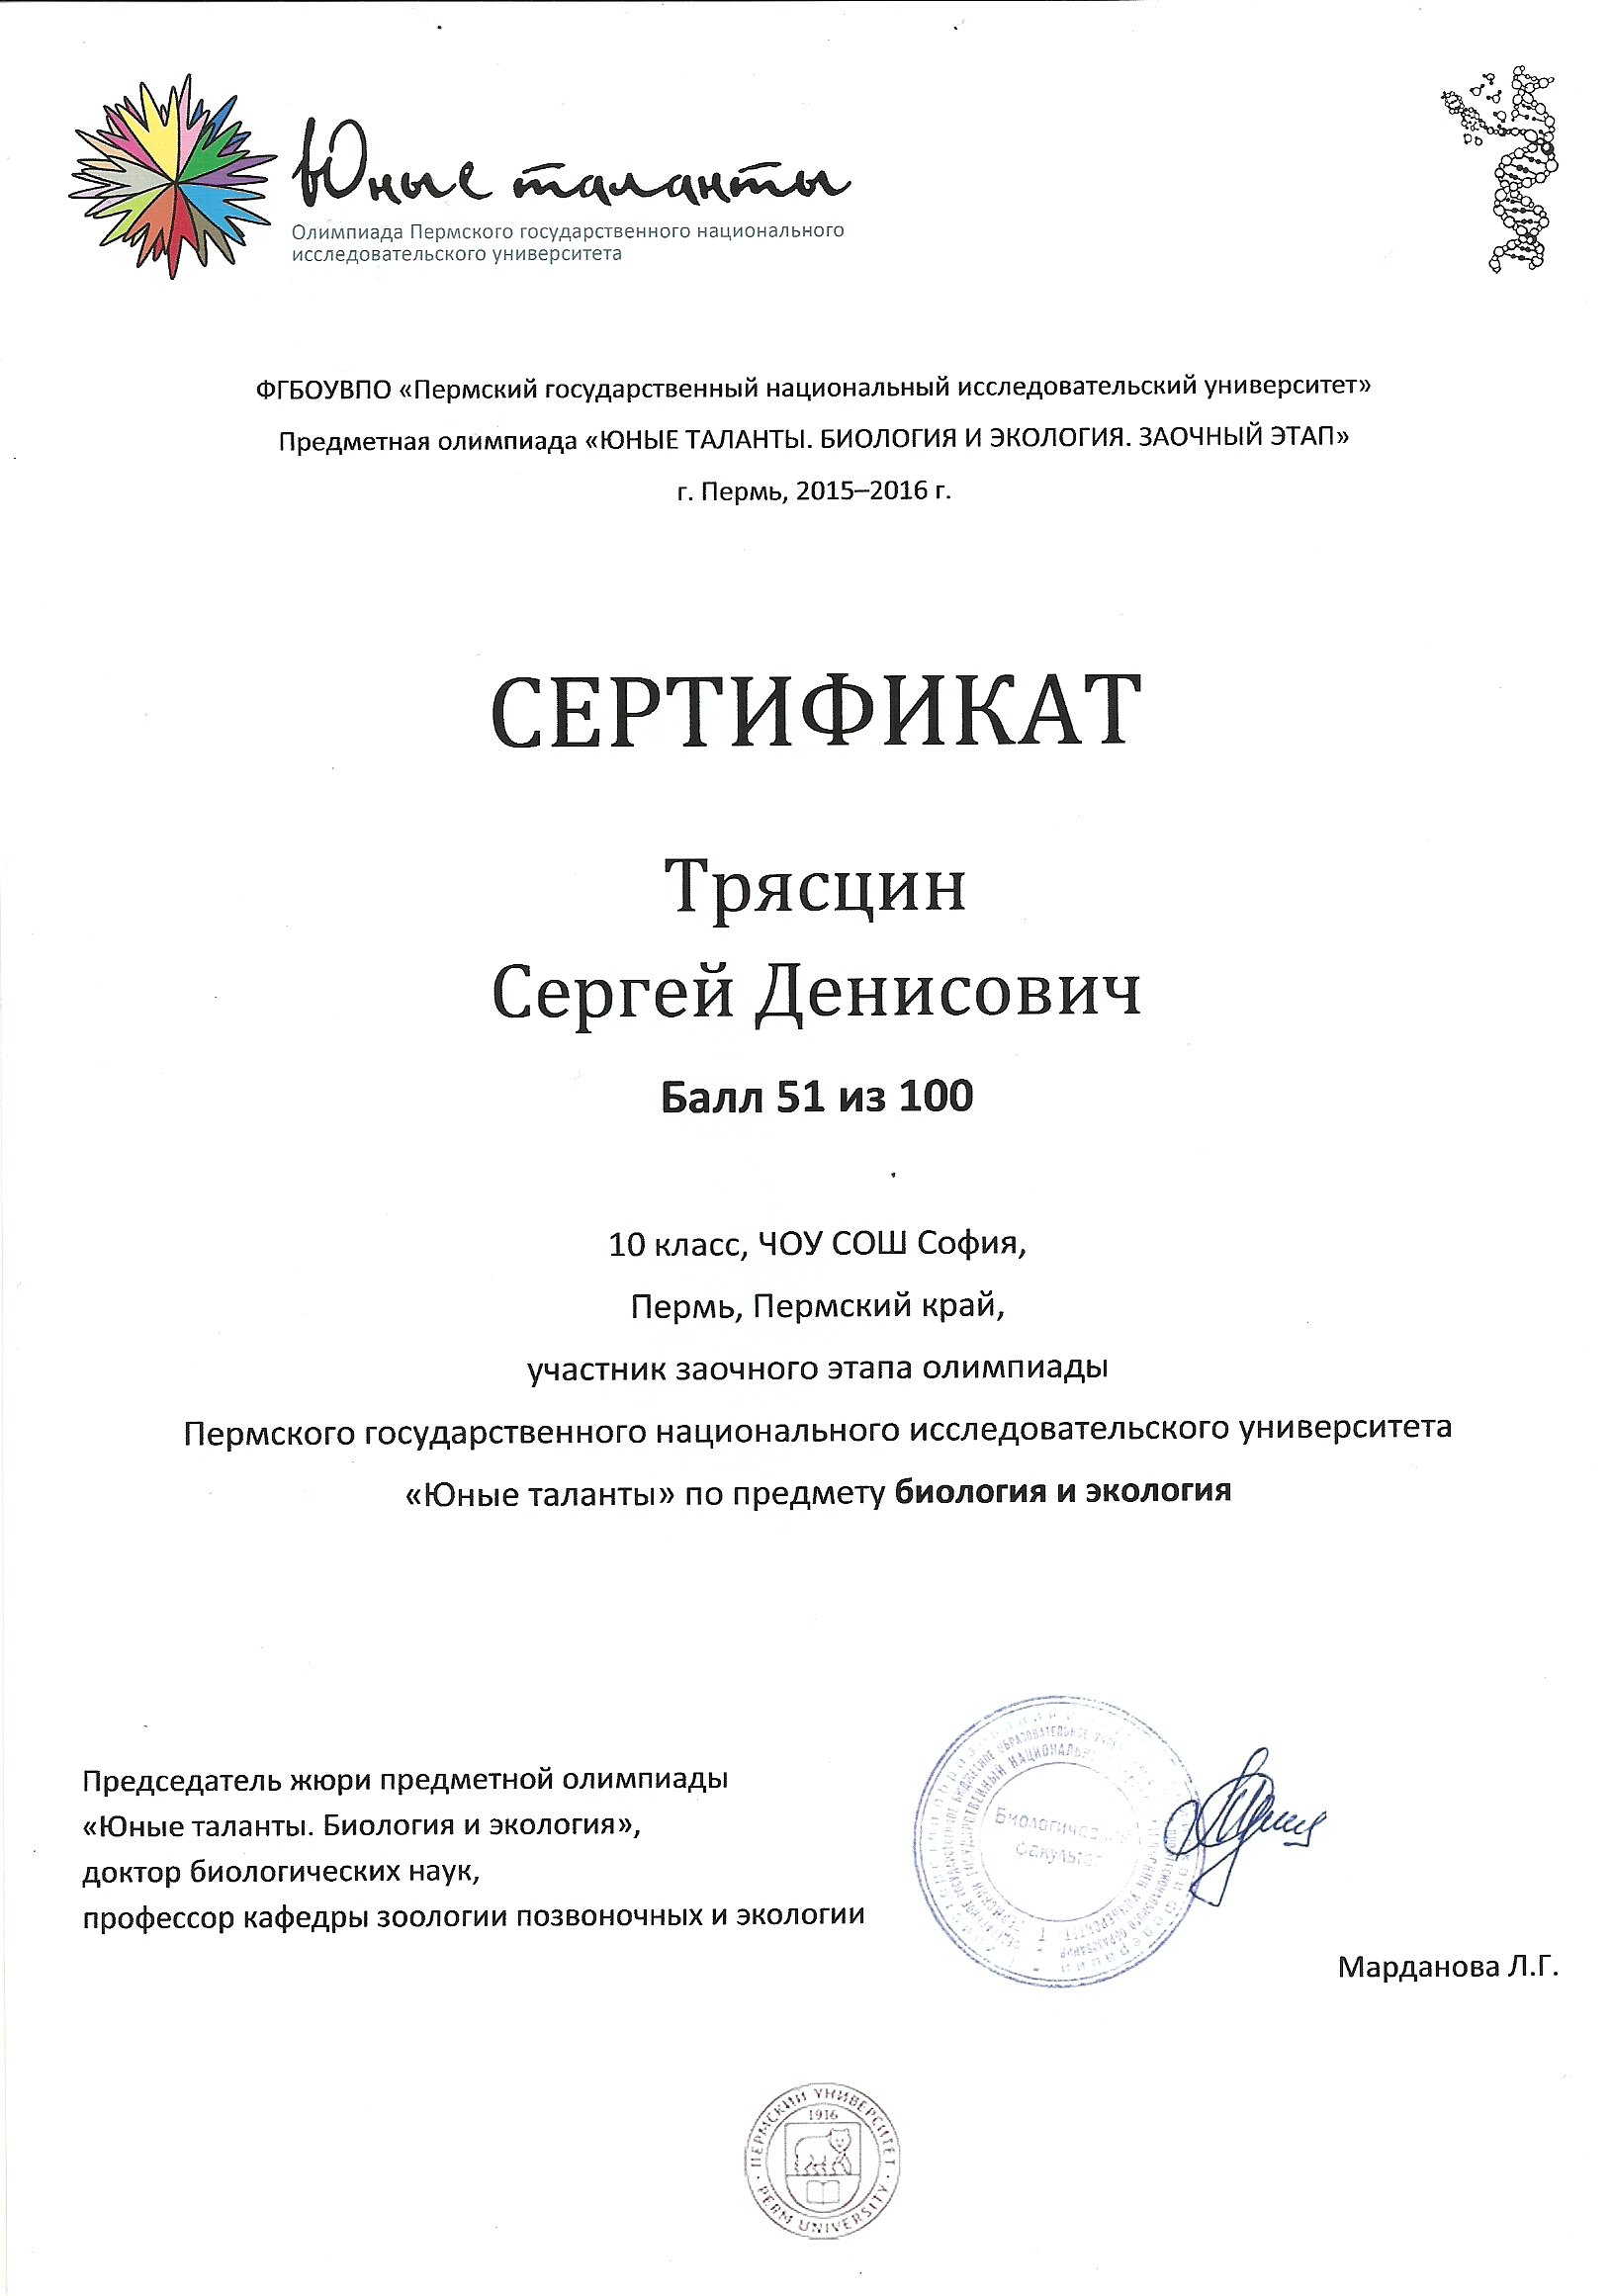 Юные таланты
Олимпиада Пермского государственного национального
исследовательского университета
ФГБОУВПО «Пермский государственный национальный исследовательский университет»
Предметная олимпиада «ЮНЫЕ ТАЛАНТЫ. БИОЛОГИЯ И ЭКОЛОГИЯ. ЗАОЧНЫЙ ЭТАП»
г. Пермь, 2015–2016 г.
СЕРТИФИКАТ
Трясцин
Сергей Денисович
Балл 51 из 100
10 класс, ЧОУ СОШ София,
Пермь, Пермский край,
участник заочного этапа олимпиады
Пермского государственного национального исследовательского университета
«Юные таланты» по предмету биология и экология
Председатель жюри предметной олимпиады
«Юные таланты. Биология и экология»,
доктор биологических наук,
профессор кафедры зоологии позвоночных и экологии
Марданова Л.Г.
ПЕРМСКИЙ УНИВЕРСИТЕТ
1916
PERM UNIVERSITY